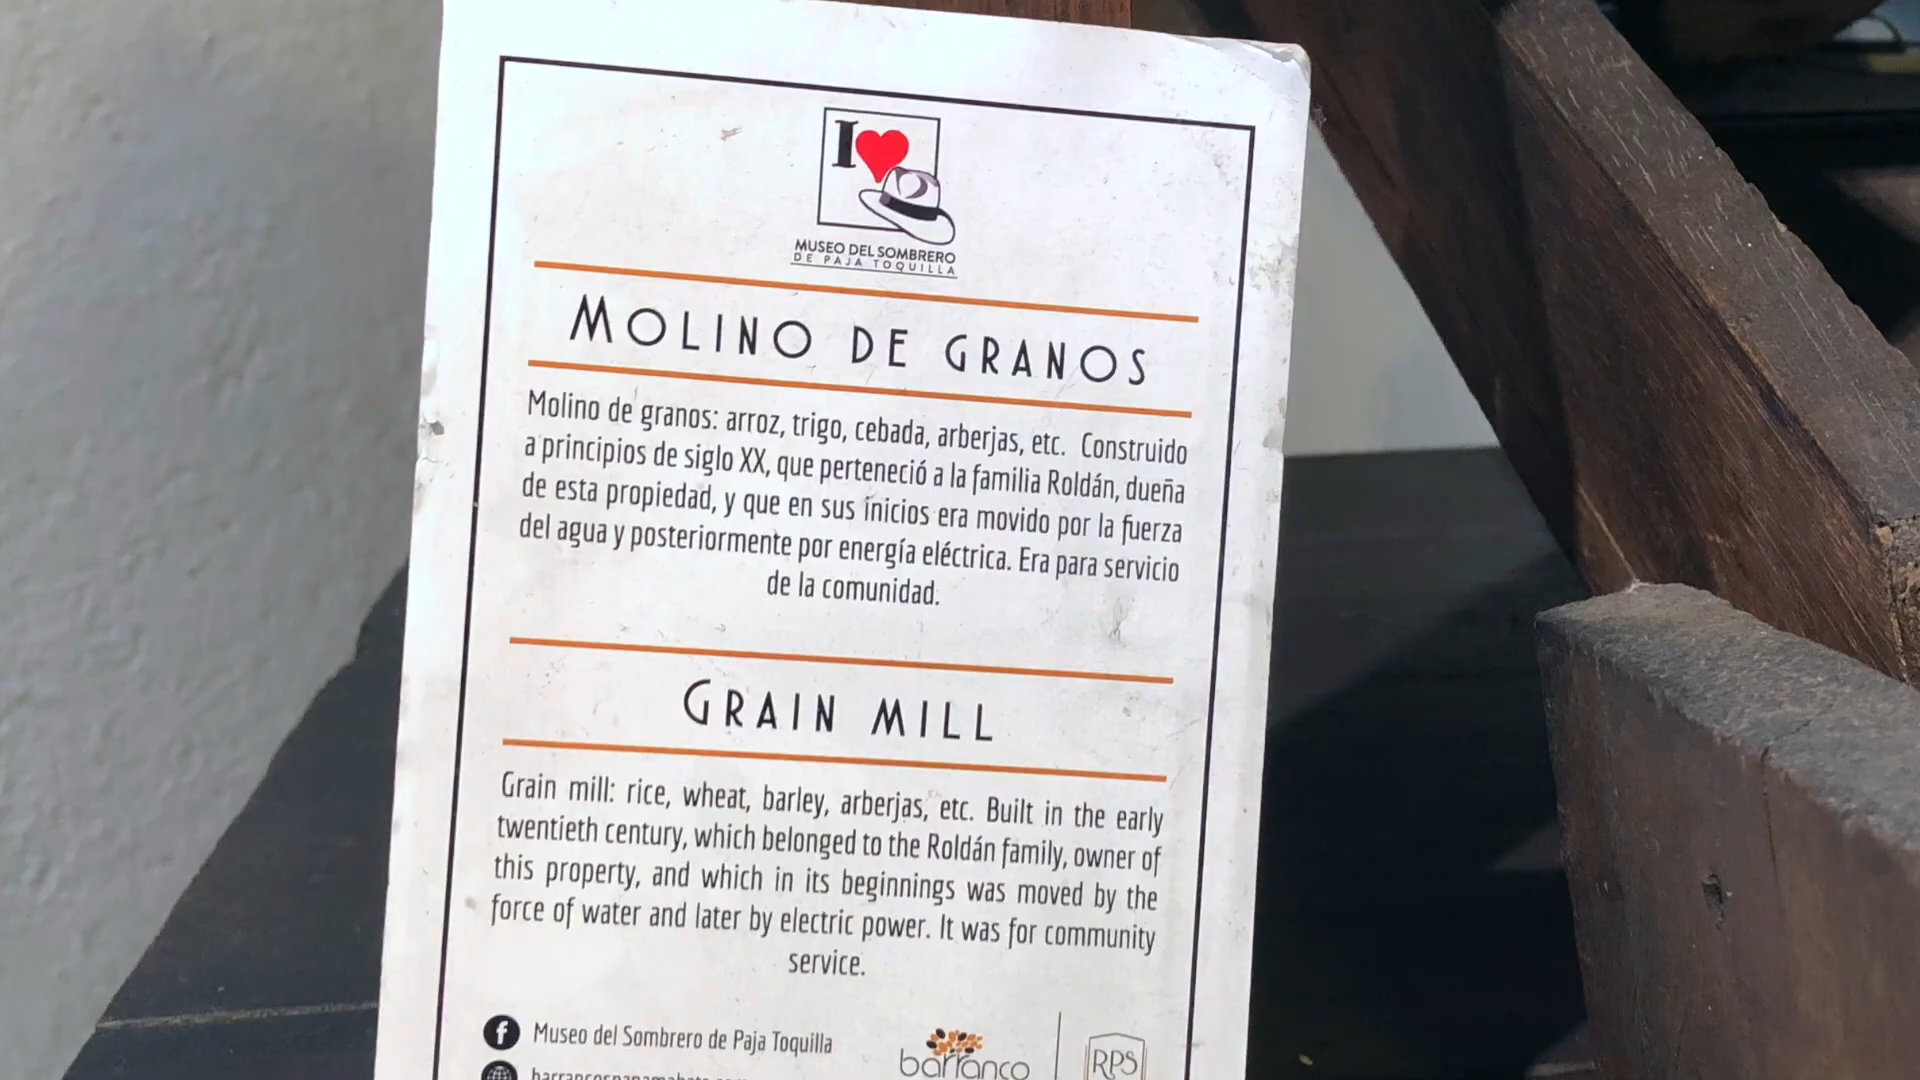 I
MUSEO DEL SOMBRERO
DE PAJA TOQUILLA
MOLINO DE GRANOS
Molino de granos: arroz, trigo, cebada, arberjas, etc. Construido
a principios de siglo XX, que perteneció a la familia Roldán, dueña
de esta propiedad, y que en sus inicios era movido por la fuerza
del agua y posteriormente por energía eléctrica. Era para servicio
de la comunidad.
GRAIN MILL
Grain mill: rice, wheat, barley, arberjas, etc. Built in the early
twentieth century, which belonged to the Roldán family, owner of
this property, and which in its beginnings was moved by the
force of water and later by electric power. It was for community
service.
f Museo del Sombrero de Paja Toquilla
barranco
RPS